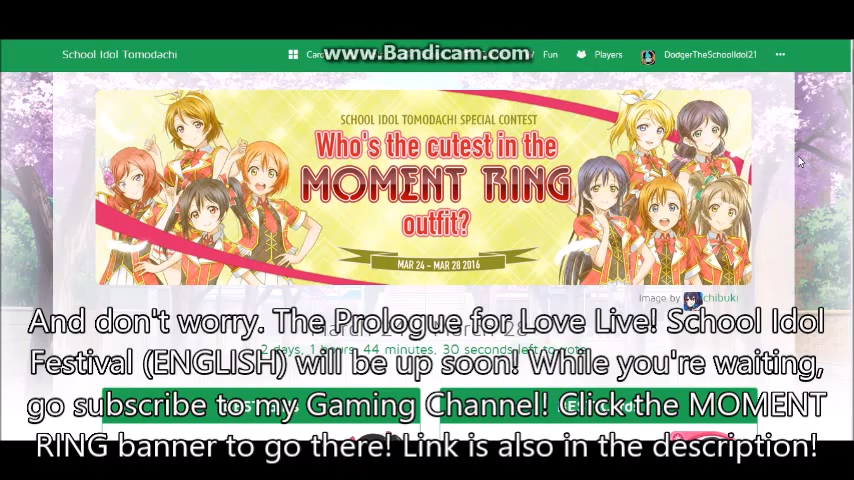 www.Bandicam.com
School Idol Tomodachi
Fun
Players
DodgerTheSchoolIdol21
SCHOOL IDOL TOMODACHI SPECIAL CONTEST
Who's the cutest in the
MOMENT RING
outfit?
MAR 24 - MAR 28 2016
Image by
And don't worry. The Prologue for Love Live! School Idol
2 days, 1 hours, 44 minutes, 30 seconds left to vote
Festival (ENGLISH) will be up soon! While you're waiting,
go subscribe to my Gaming Channel! Click the MOMENT
RING banner to go there! Link is also in the description!